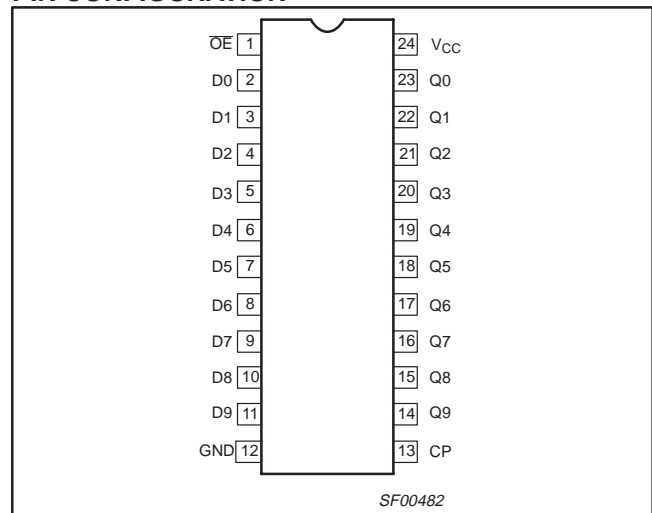 OE 1 24 VCC
D0 2 23 Q0
D1 3 22 Q1
D2 4 21 Q2
D3 5 20 Q3
D4 6 19 Q4
D5 7 18 Q5
D6 8 17 Q6
D7 9 16 Q7
D8 10 15 Q8
D9 11 14 Q9
GND 12 13 CP
SF00482